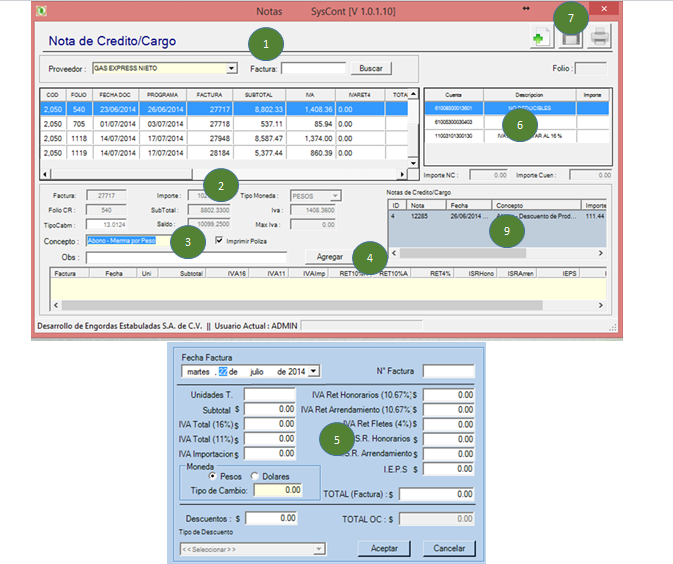 Notas SysCont [V 1.0.1.10]
7
Nota de Credito/Cargo
1
Proveedor : GAS EXPRESS NIETO Factura: Buscar Folio :
COD FOLIO FECHA DOC PROGRAMA FACTURA SUBTOTAL IVA IVARET4 TOTA
2,050 540 23/06/2014 26/06/2014 27717 8,802.33 1,408.36 0.00
2,050 705 01/07/2014 03/07/2014 27718 537.11 85.94 0.00
2,050 1118 14/07/2014 17/07/2014 27948 8,587.47 1,374.00 0.00
2,050 1119 14/07/2014 17/07/2014 28184 5,377.44 860.39 0.00
Cuenta Descripcion Importe
61008300013601 NO DEDUCIBLES
61008300030403
11003101300130 IVA AR AL 16 %
6
Importe NC : 0.00 Importe Cuen : 0.00
2
Factura: 27717 Importe : 102 Tipo Moneda : PESOS
Folio CR : 540 SubTotal : 8802.3300 Iva : 1408.3600
TipoCabm : 13.0124 Saldo : 10099.2500 Max Iva : 0.00
Concepto : Abono - Merma por Peso 3 Imprimir Poliza
Obs : Agregar 4
Notas de Credito/Cargo
ID Nota Fecha Concepto Importe
4 12285 26/06/2014 ... Descuento de Prod... 111.44
9
Factura Fecha Uni Subtotal IVA16 IVA11 IVAImp RET10% RET10%A RET4% ISRHono ISRArren IEPS
Desarrollo de Engordas Estabuladas S.A. de C.V. || Usuario Actual : ADMIN
Fecha Factura
martes , 22 de julio de 2014 N° Factura
Unidades T. IVA Ret Honorarios (10.67%;$ 0.00
Subtotal $ 0.00 IVA Ret Arrendamiento (10.67% $ 0.00
IVA Total (16%) $ 0.00 IVA Ret Fletes (4%) $ 0.00
IVA Total (11%) $ 0.00 5 S.R. Honorarios $ 0.00
IVA Importacion $ 0.00 S.R. Arrendamiento $ 0.00
Moneda I.E.P.S $ 0.00
Pesos Dolares
Tipo de Cambio: 0.00 TOTAL (Factura) : $ 0.00
Descuentos : $ 0.00 TOTAL OC : $ 0.00
Tipo de Descuento
<< Seleccionar >> Aceptar Cancelar